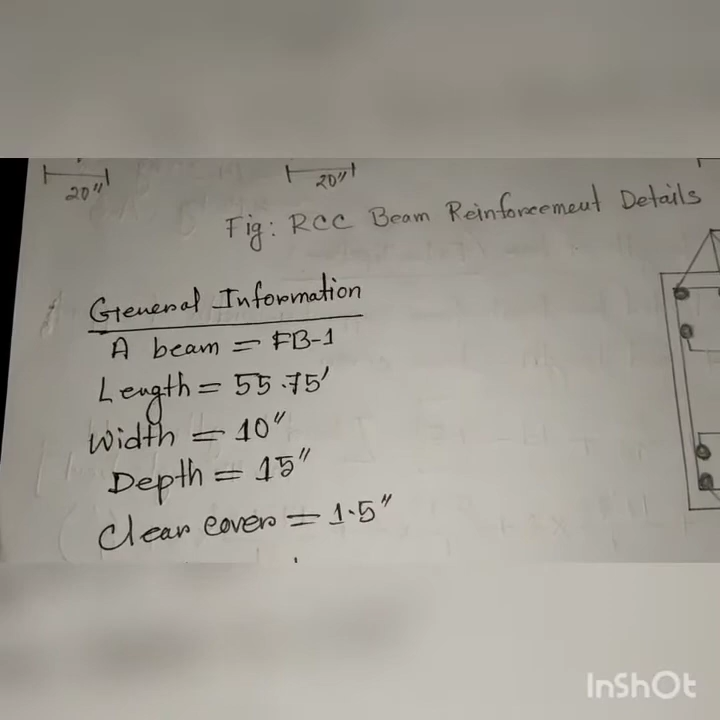 20"
20"
Fig: RCC Beam Reinforcement Details
General Information
A beam = FB-1
Length = 55.75'
Width = 10"
Depth = 15"
Clear cover = 1.5"
InShOt